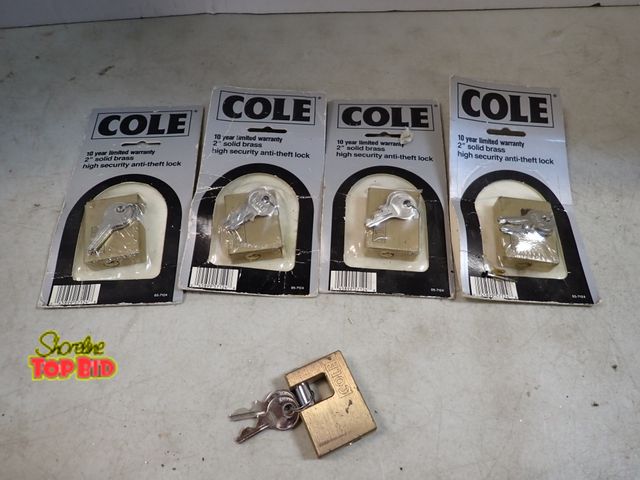 COLE
10 year limited warranty
2" solid brass
high security anti-theft lock
COLE
10 year limited warranty
2" solid brass
high security anti-theft lock
COLE
10 year limited warranty
2" solid brass
high security anti-theft lock
COLE
10 year limited warranty
2" solid brass
high security anti-theft lock
Shoreline
TOP BID
COLE